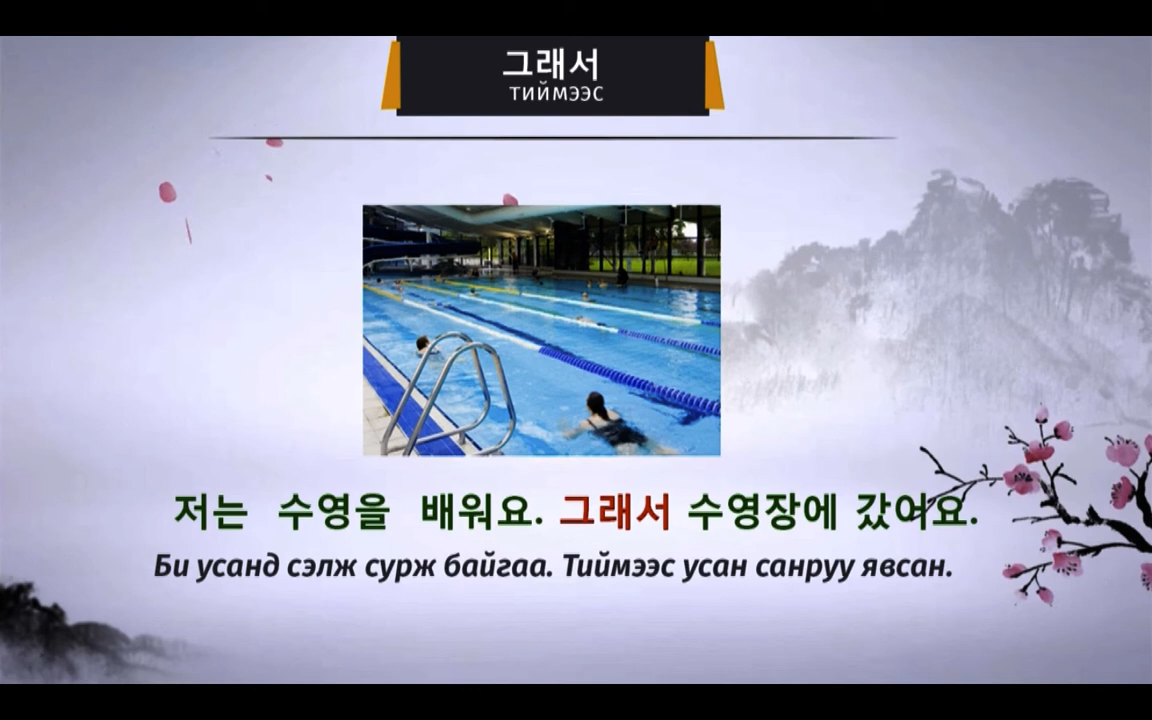 그래서
ТИЙМЭЭС
저는 수영을 배워요. 그래서 수영장에 갔여요.
Би усанд сэлж сурж байгаа. Тиймээс усан санруу явсан.